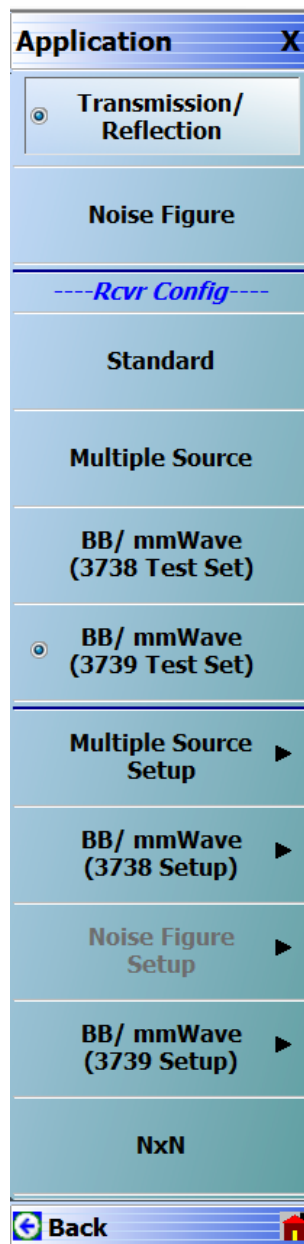 Application X
Transmission/
Reflection
Noise Figure
----Rcvr Config----
Standard
Multiple Source
BB/ mmWave
(3738 Test Set)
BB/ mmWave
(3739 Test Set)
Multiple Source
Setup
BB/ mmWave
(3738 Setup)
Noise Figure
Setup
BB/ mmWave
(3739 Setup)
NxN
Back